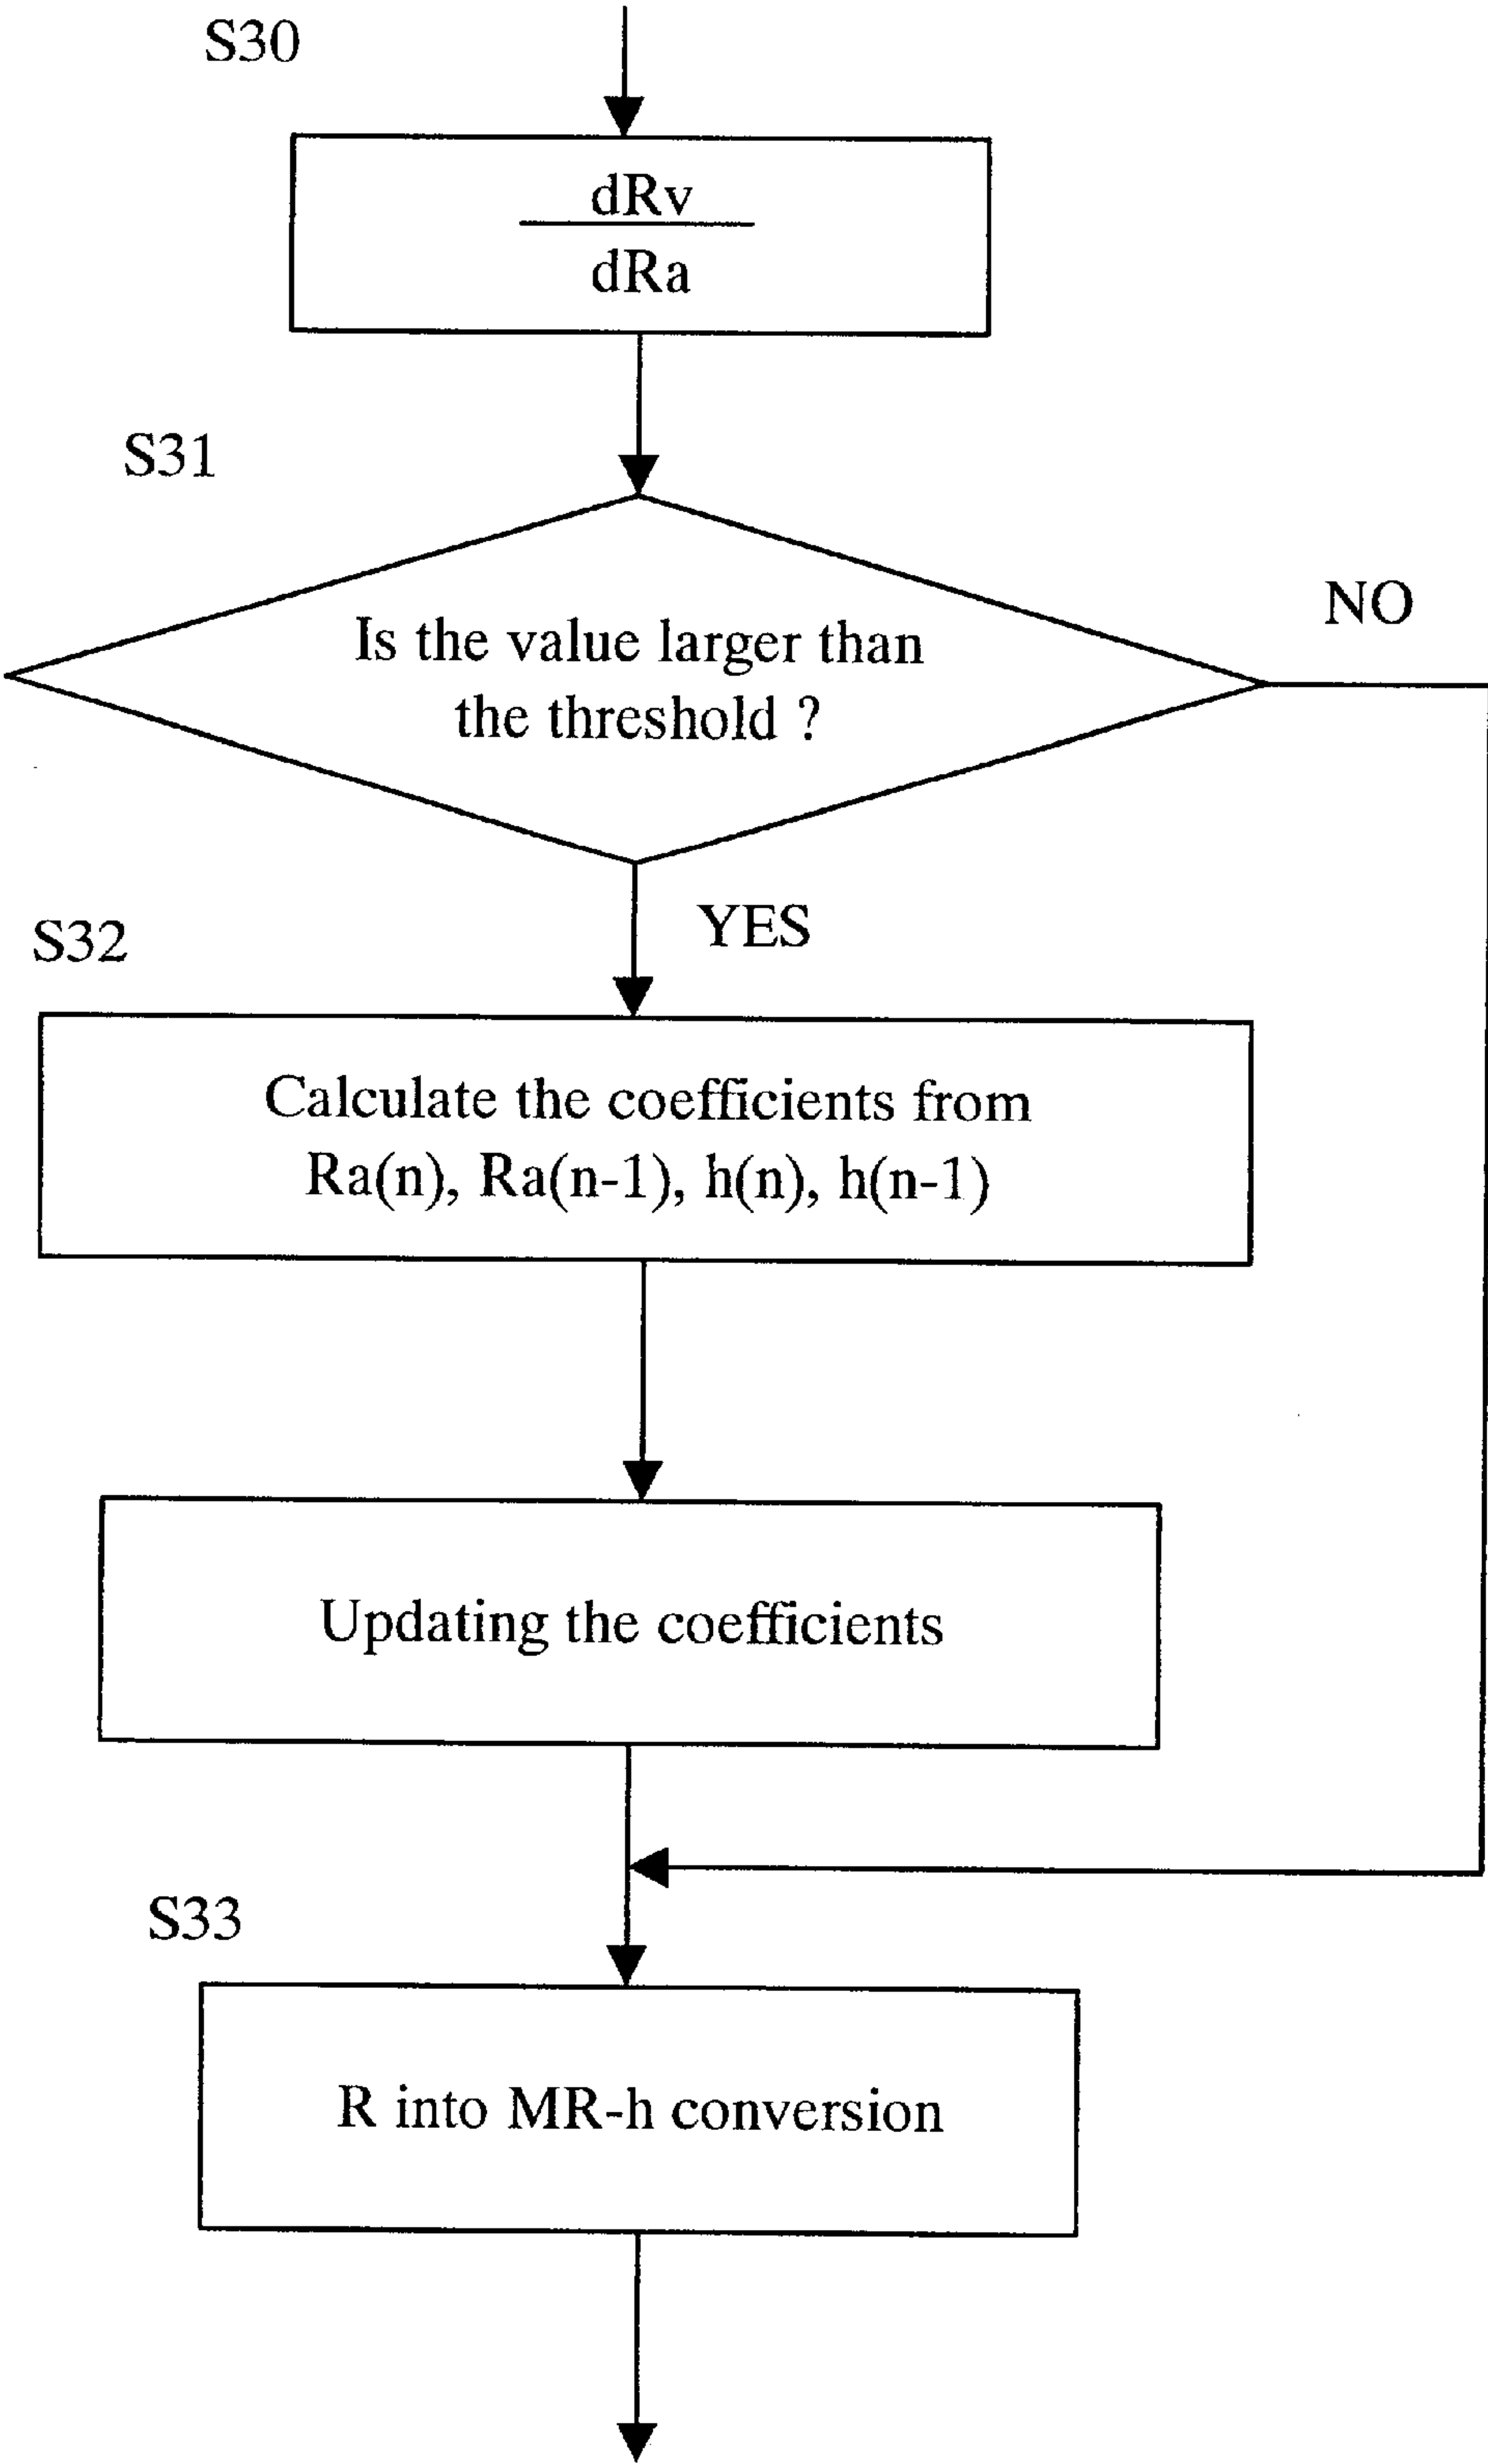 S30
dRv
dRa
S31
Is the value larger than
the threshold ?
NO
YES
S32
Calculate the coefficients from
Ra(n), Ra(n-1), h(n), h(n-1)
Updating the coefficients
S33
R into MR-h conversion